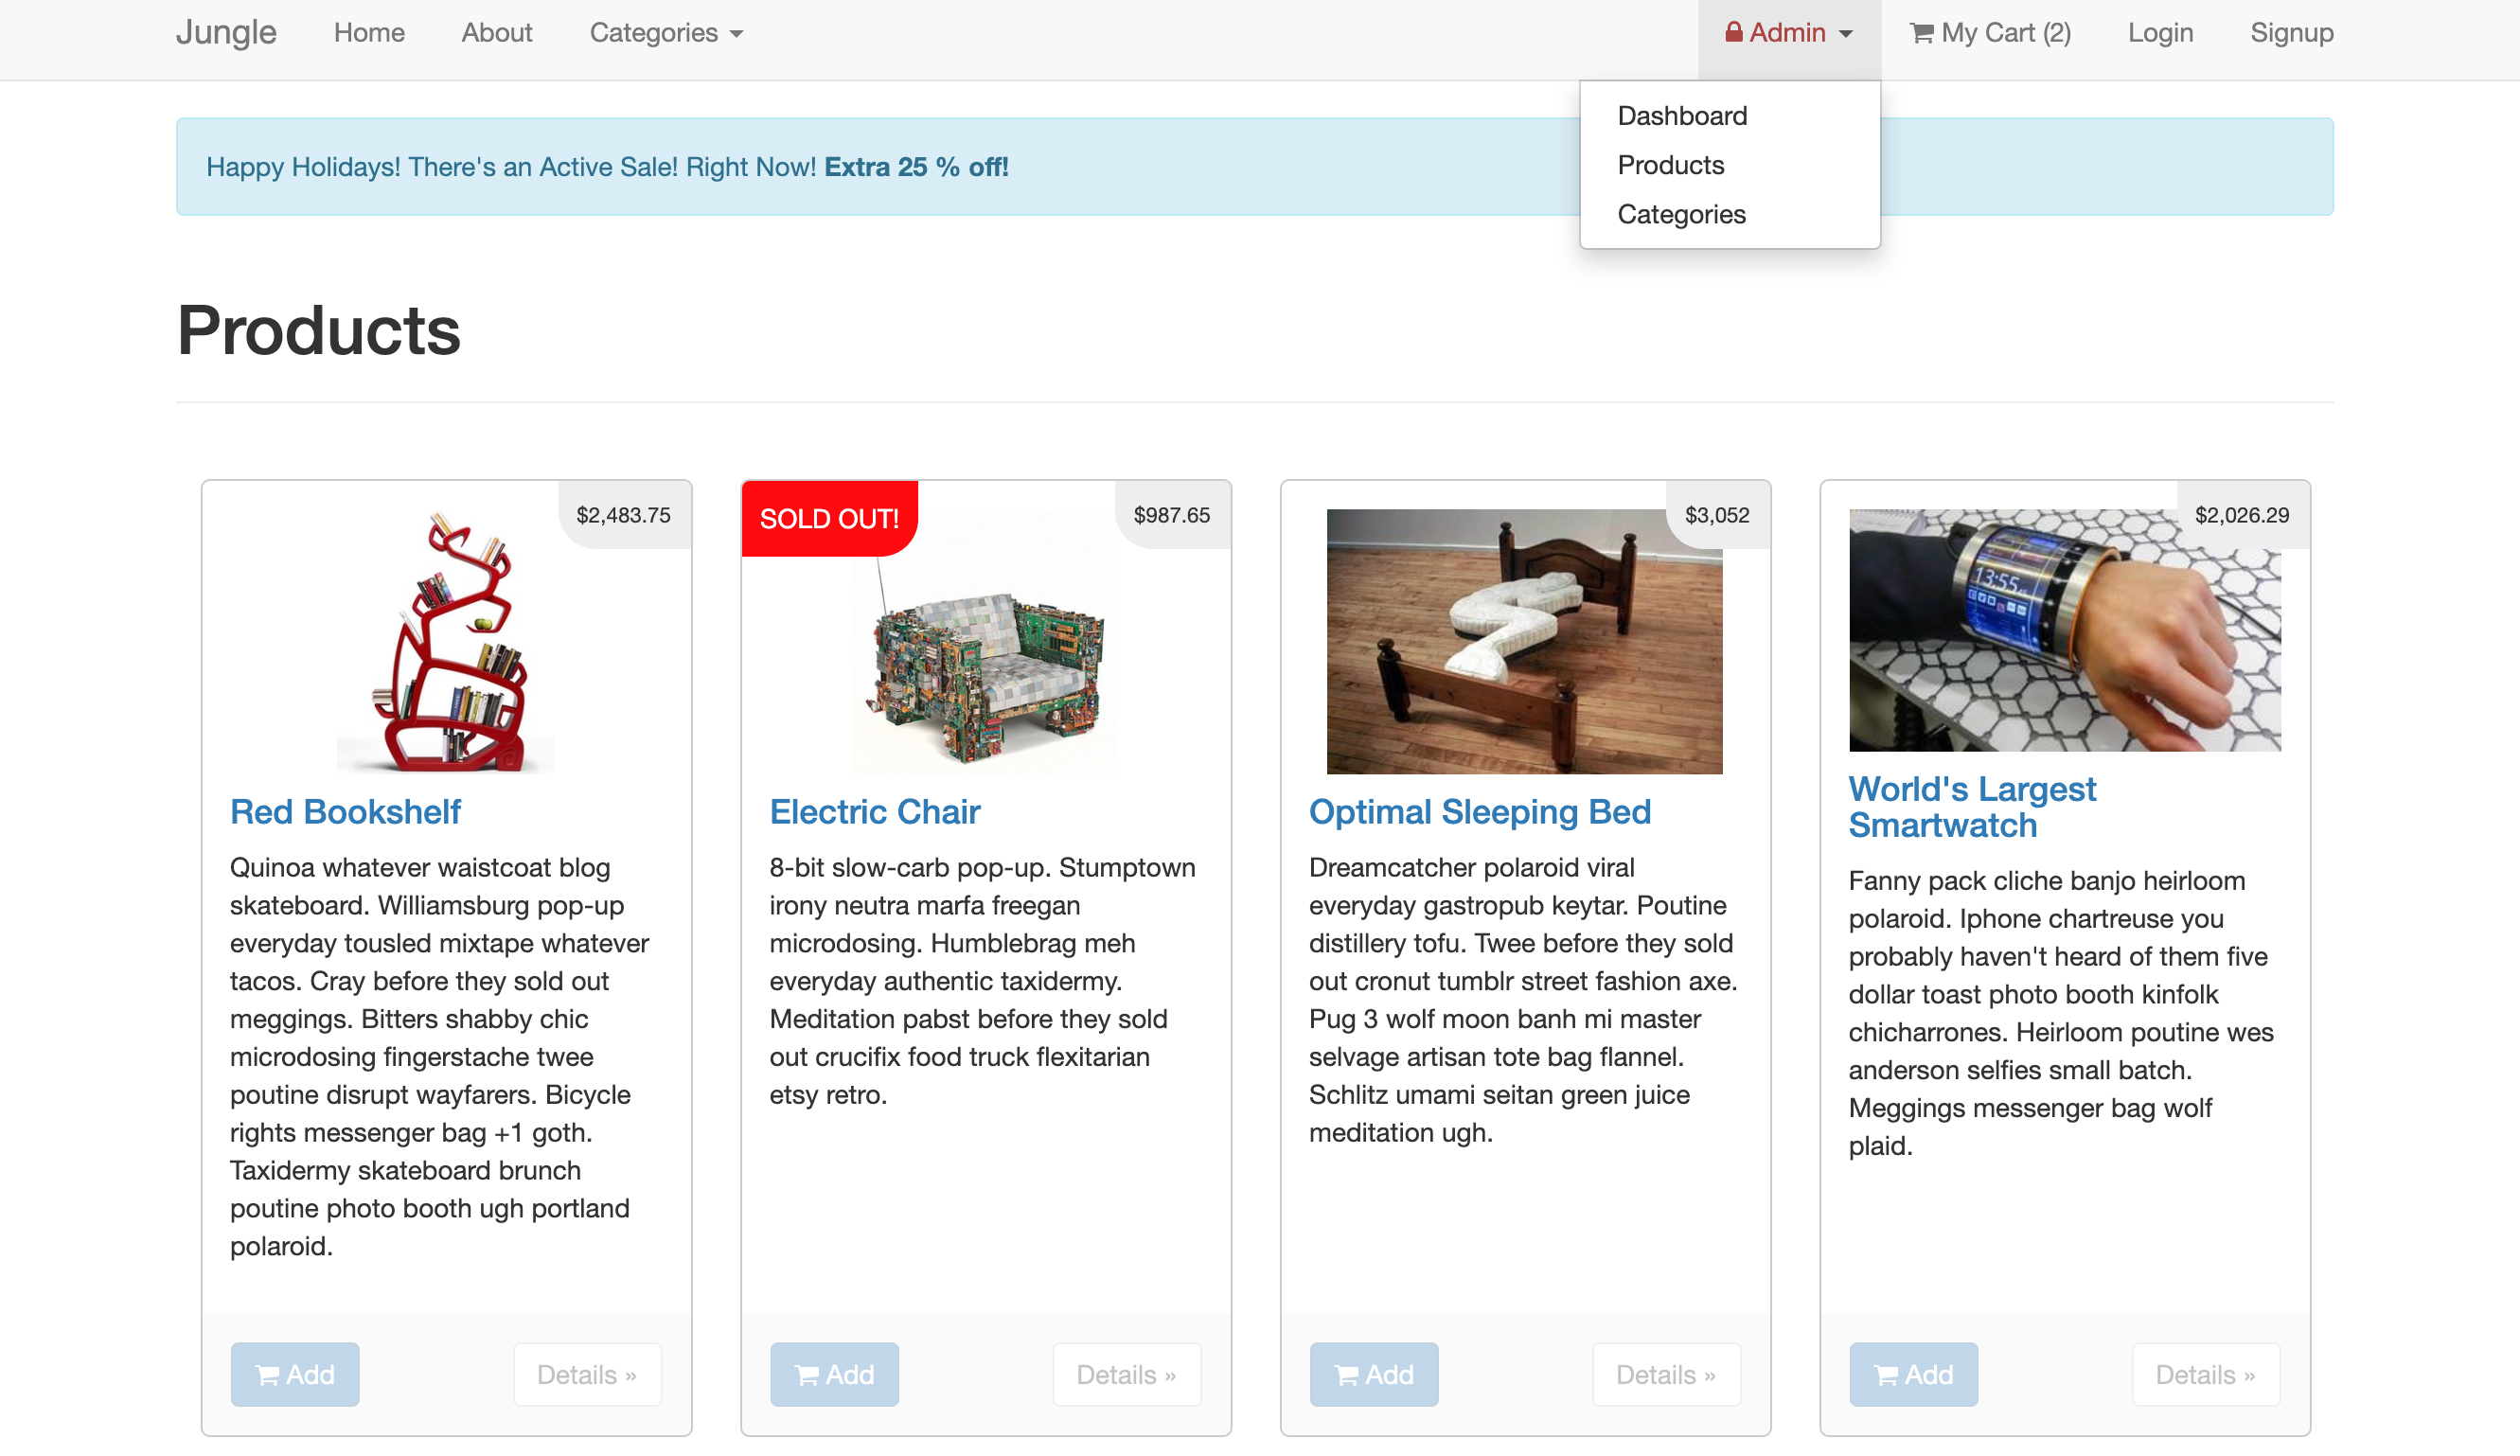 Jungle Home About Categories Admin My Cart (2) Login Signup
Dashboard
Products
Categories
Happy Holidays! There's an Active Sale! Right Now! Extra 25 % off!
Products
$2,483.75
Red Bookshelf
Quinoa whatever waistcoat blog
skateboard. Williamsburg pop-up
everyday tousled mixtape whatever
tacos. Cray before they sold out
meggings. Bitters shabby chic
microdosing fingerstache twee
poutine disrupt wayfarers. Bicycle
rights messenger bag +1 goth.
Taxidermy skateboard brunch
poutine photo booth ugh portland
polaroid.
Add Details »
SOLD OUT! $987.65
Electric Chair
8-bit slow-carb pop-up. Stumptown
irony neutra marfa freegan
microdosing. Humblebrag meh
everyday authentic taxidermy.
Meditation pabst before they sold
out crucifix food truck flexitarian
etsy retro.
Add Details »
$3,052
Optimal Sleeping Bed
Dreamcatcher polaroid viral
everyday gastropub keytar. Poutine
distillery tofu. Twee before they sold
out cronut tumblr street fashion axe.
Pug 3 wolf moon banh mi master
selvage artisan tote bag flannel.
Schlitz umami seitan green juice
meditation ugh.
Add Details »
$2,026.29
13:55
World's Largest
Smartwatch
Fanny pack cliche banjo heirloom
polaroid. Iphone chartreuse you
probably haven't heard of them five
dollar toast photo booth kinfolk
chicharrones. Heirloom poutine wes
anderson selfies small batch.
Meggings messenger bag wolf
plaid.
Add Details »